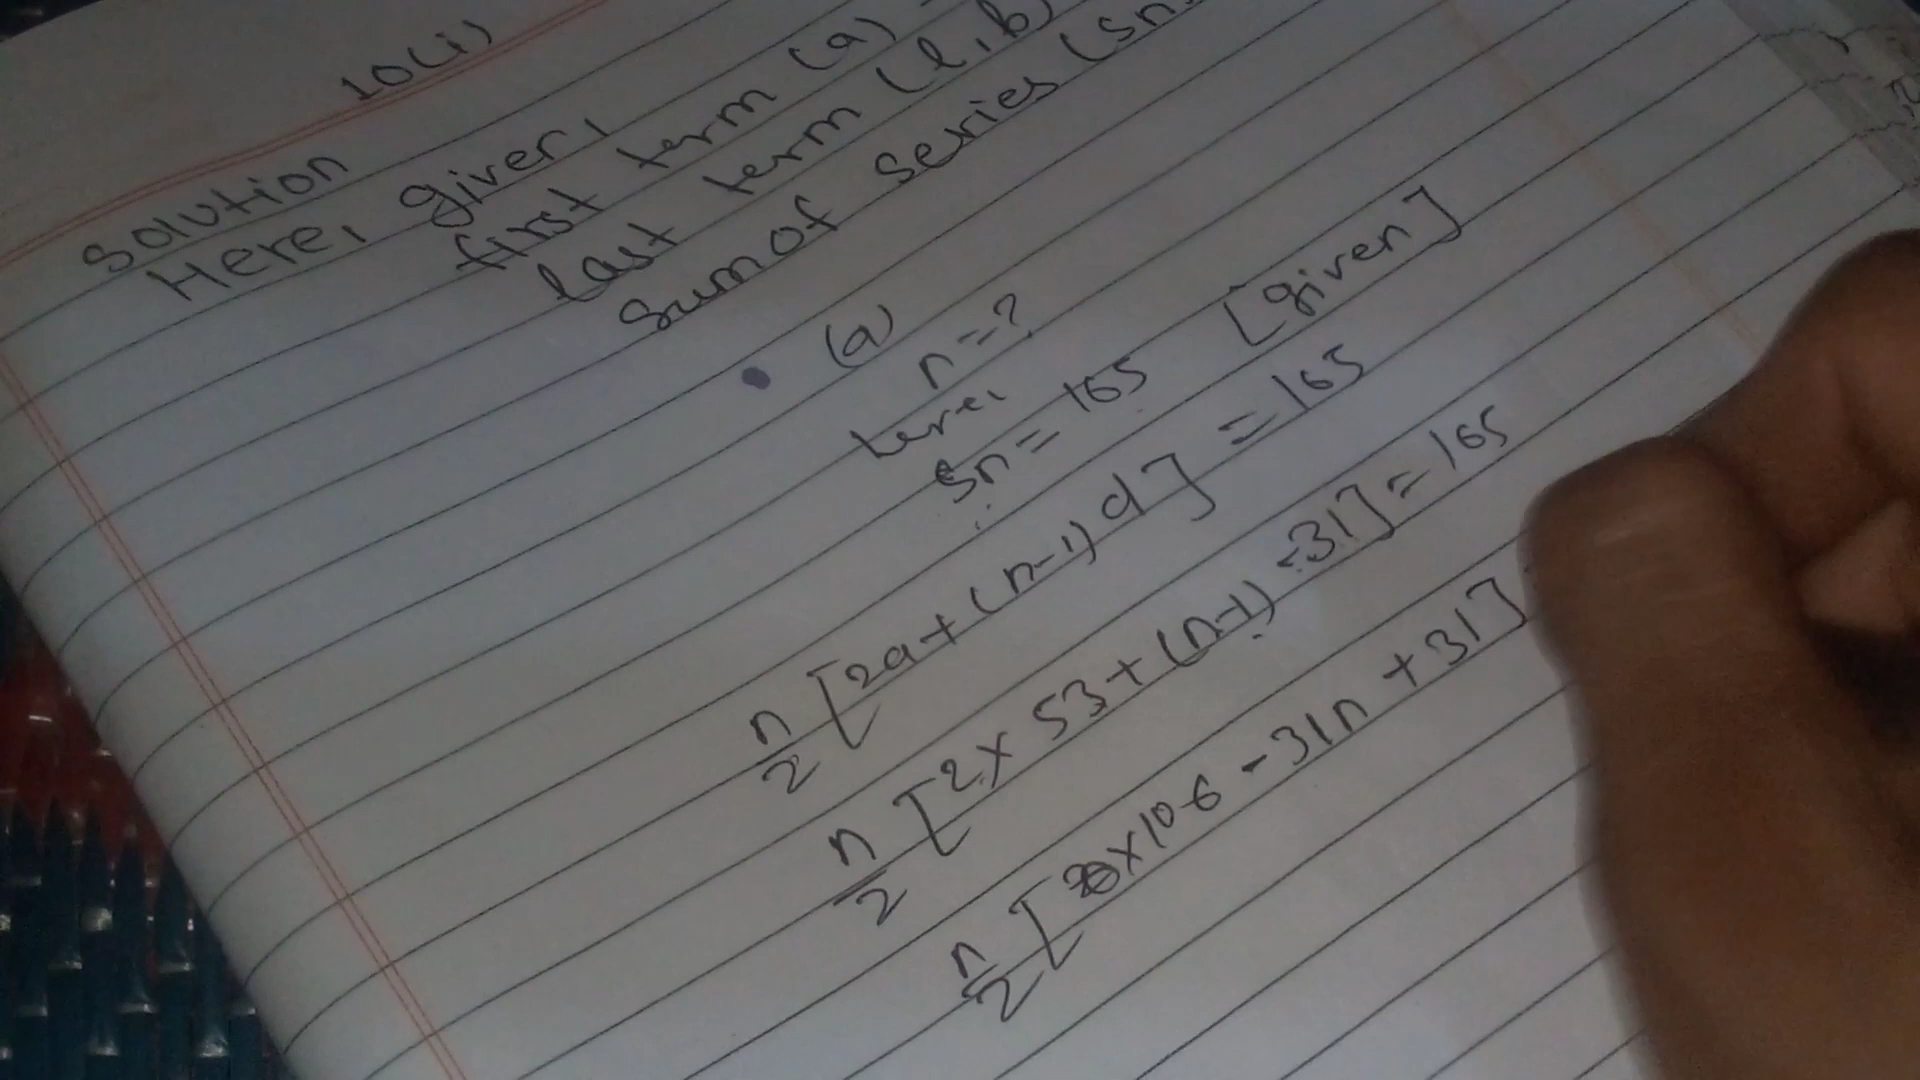 10(i)
Solution
Here, given,
first term (a)
last term (l, b)
Sum of series (Sn
(a)
n = ?
here,
Sn = 165 [given]
n/2 [2a + (n-1) d] = 165
n/2 [2 × 53 + (n-1) -31] = 165
n/2 [ × 106 - 31n + 31]